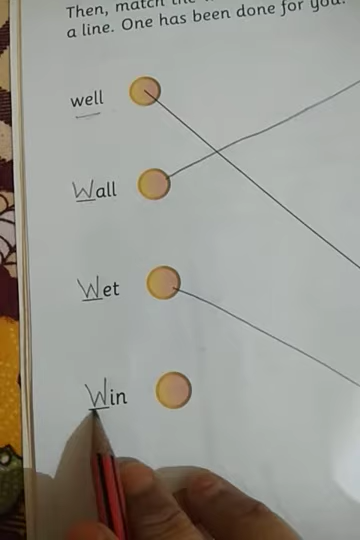 Then, match the
a line. One has been done for you.
well
Wall
Wet
Win